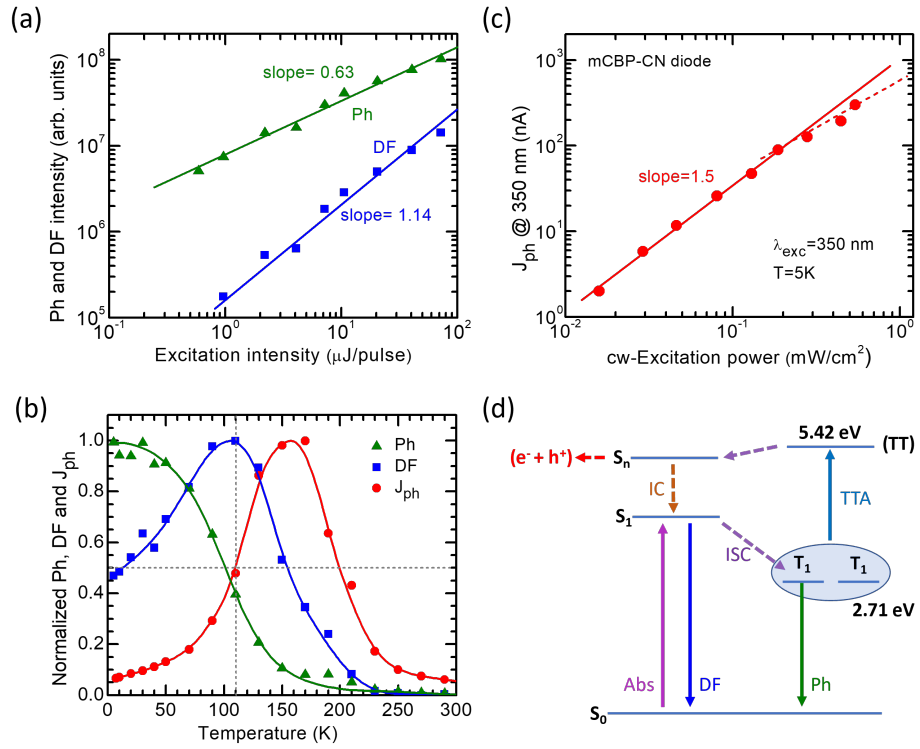 (a)
Ph and DF intensity (arb. units)
10^8
10^7
10^6
10^5
slope= 0.63
Ph
DF
slope= 1.14
10^-1 10^0 10^1 10^2
Excitation intensity (μJ/pulse)
(c)
J_ph @ 350 nm (nA)
10^3
10^2
10^1
10^0
mCBP-CN diode
slope=1.5
λ_exc=350 nm
T=5K
10^-2 10^-1 10^0
cw-Excitation power (mW/cm^2)
(b)
Normalized Ph, DF and J_ph
1.0
0.8
0.6
0.4
0.2
0.0
Ph
DF
J_ph
0 50 100 150 200 250 300
Temperature (K)
(d)
5.42 eV
(TT)
(e^- + h^+)
S_n
IC
TTA
S_1
ISC
T_1 T_1
2.71 eV
Abs
DF
Ph
S_0